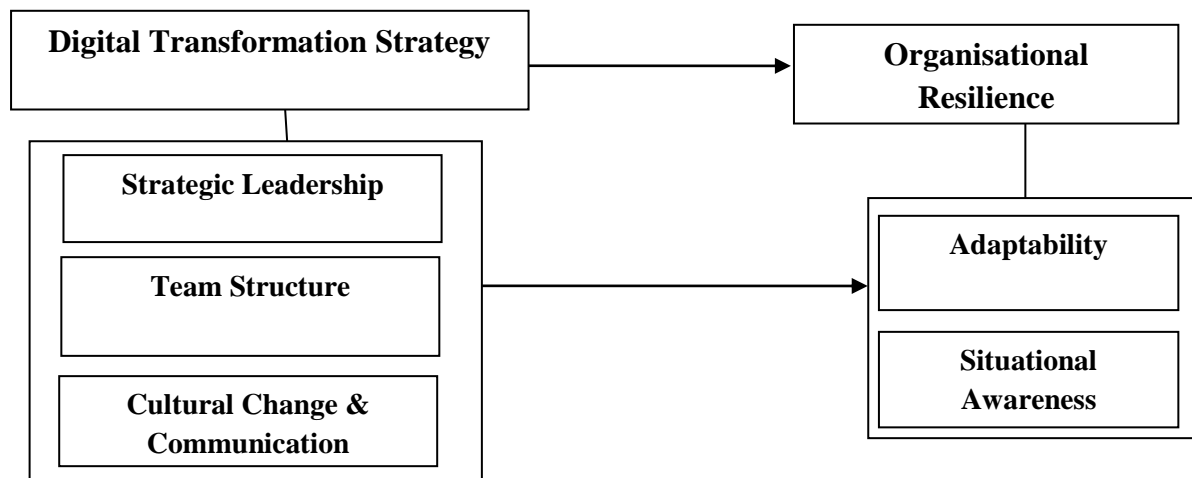 Digital Transformation Strategy
Organisational
Resilience
Strategic Leadership
Team Structure
Cultural Change &
Communication
Adaptability
Situational
Awareness